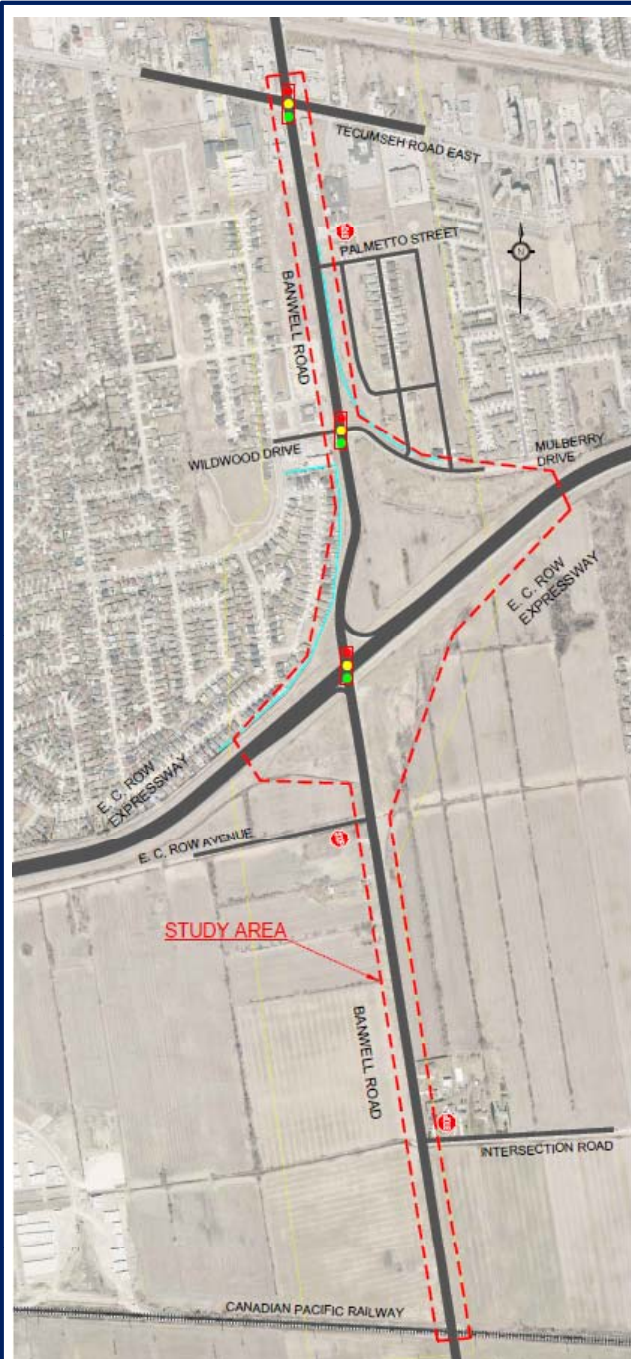 TECUMSEH ROAD EAST
N
PALMETTO STREET
BANWELL ROAD
WILDWOOD DRIVE
MULBERRY
DRIVE
E. C. ROW
EXPRESSWAY
E. C. ROW
EXPRESSWAY
E. C. ROW AVENUE
STUDY AREA
BANWELL ROAD
INTERSECTION ROAD
CANADIAN PACIFIC RAILWAY